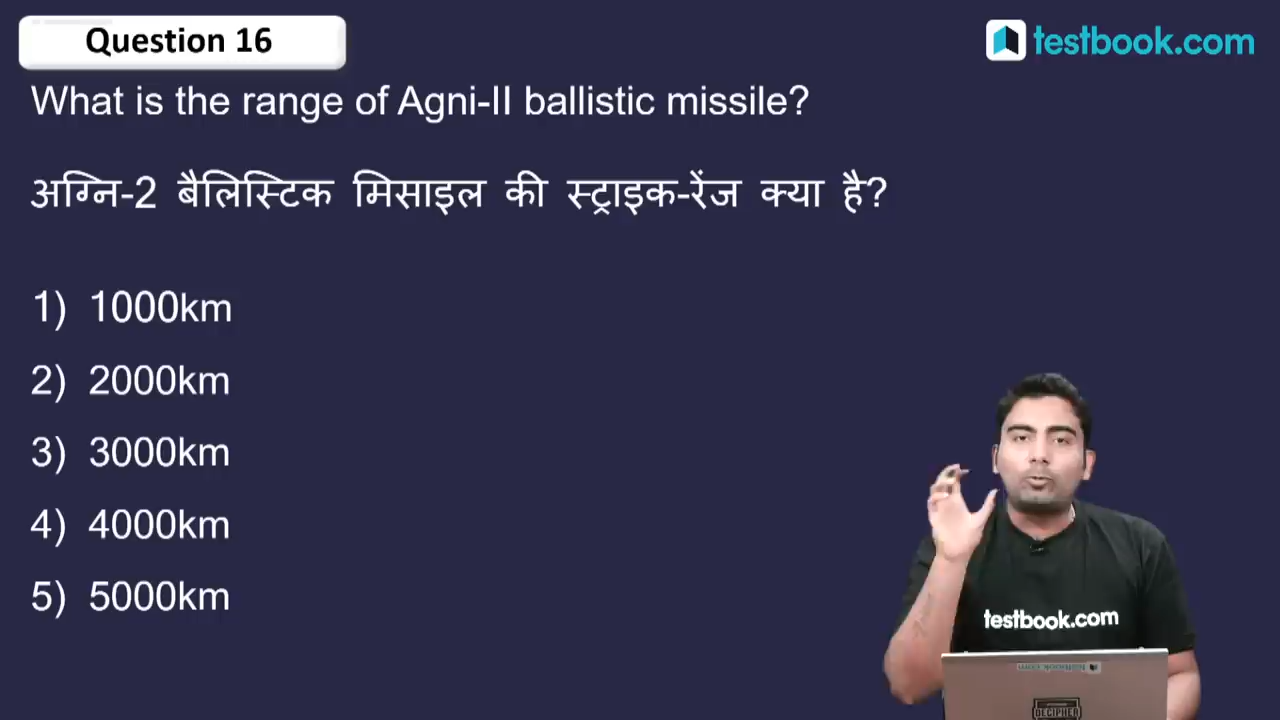 Question 16
testbook.com
What is the range of Agni-II ballistic missile?
अग्नि-2 बैलिस्टिक मिसाइल की स्ट्राइक-रेंज क्या है?
1) 1000km
2) 2000km
3) 3000km
4) 4000km
5) 5000km
testbook.com
DECIPHER